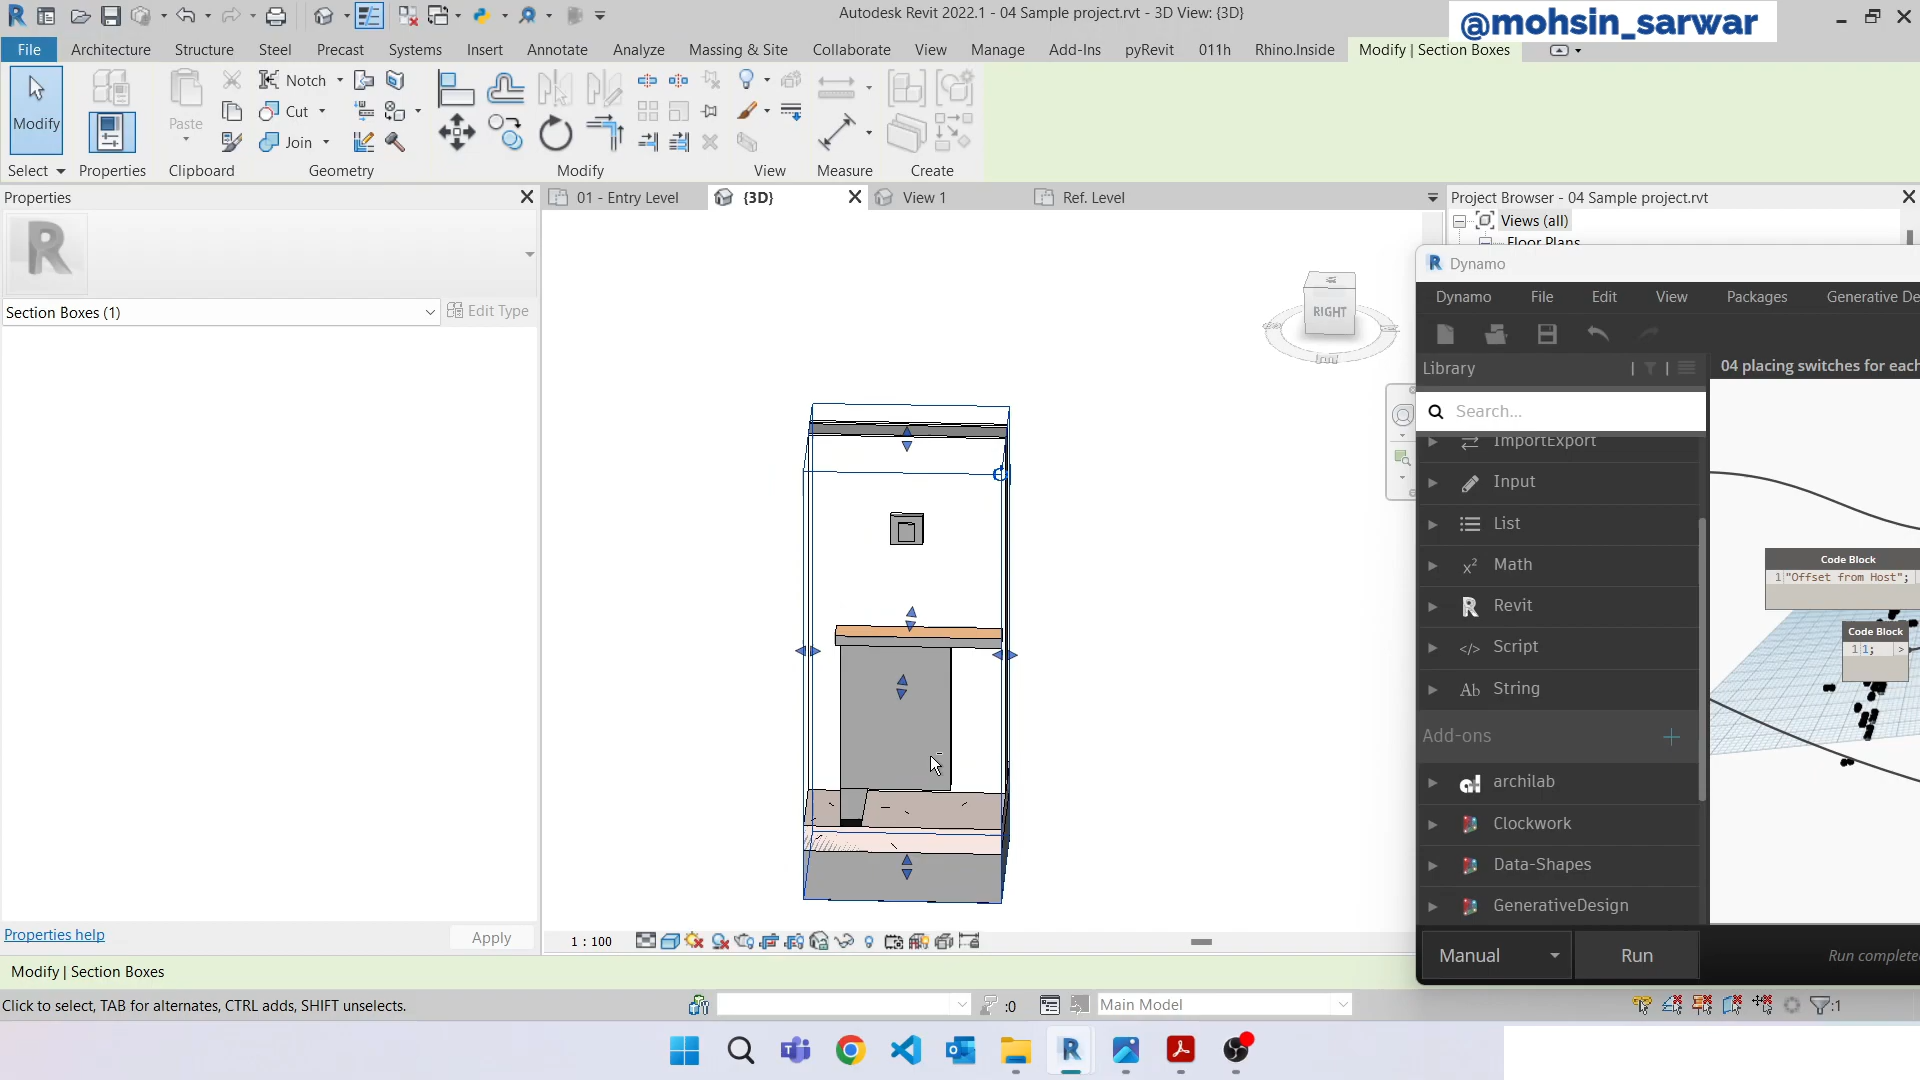 Autodesk Revit 2022.1 - 04 Sample project.rvt - 3D View: {3D}
@mohsin_sarwar
File Architecture Structure Steel Precast Systems Insert Annotate Analyze Massing & Site Collaborate View Manage Add-Ins pyRevit 011h Rhino.Inside Modify | Section Boxes
Modify
Paste
Notch
Cut
Join
Select Properties Clipboard Geometry Modify View Measure Create
Properties
01 - Entry Level
{3D}
View 1
Ref. Level
Project Browser - 04 Sample project.rvt
Views (all)
Floor Plans
Section Boxes (1)
Edit Type
RIGHT
Dynamo
Dynamo File Edit View Packages Generative De
Library
04 placing switches for each
Search...
ImportExport
Input
List
Math
Revit
Script
String
Add-ons
archilab
Clockwork
Data-Shapes
GenerativeDesign
Code Block
1 "Offset from Host";
Code Block
1 1; >
Manual
Run
Run completed
Properties help
Apply
1 : 100
Modify | Section Boxes
Click to select, TAB for alternates, CTRL adds, SHIFT unselects.
:0
Main Model
:1